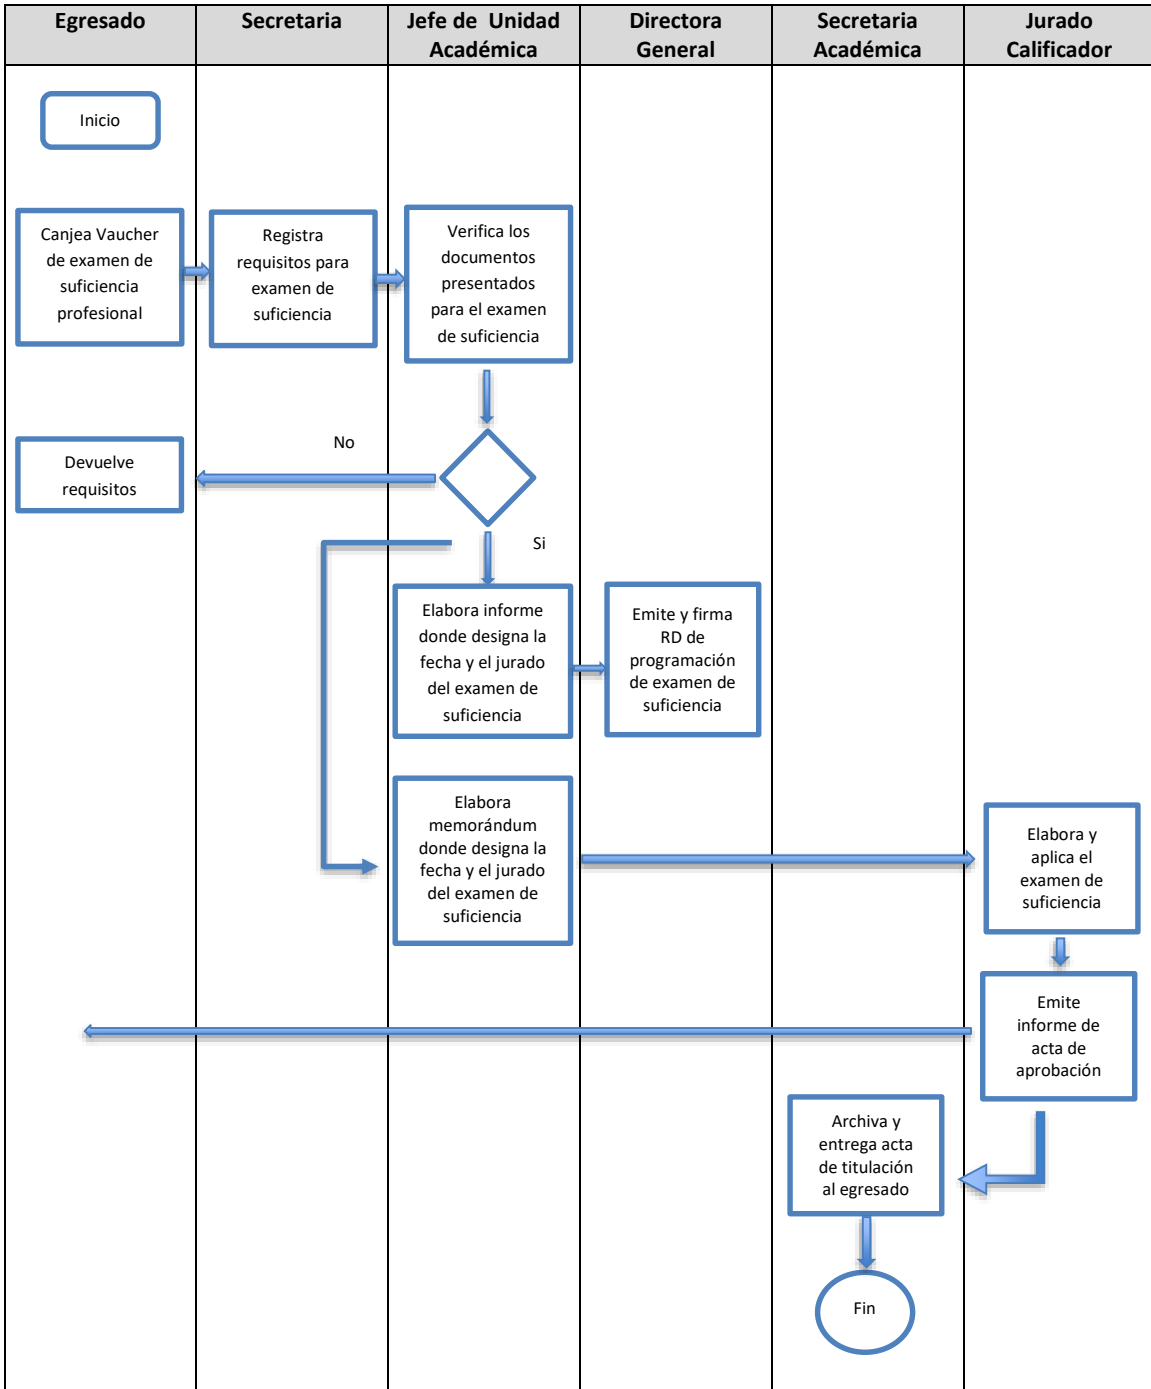 Egresado
Secretaria
Jefe de Unidad
Académica
Directora
General
Secretaria
Académica
Jurado
Calificador
Inicio
Canjea Vaucher
de examen de
suficiencia
profesional
Registra
requisitos para
examen de
suficiencia
Verifica los
documentos
presentados
para el examen
de suficiencia
No
Devuelve
requisitos
Si
Elabora informe
donde designa la
fecha y el jurado
del examen de
suficiencia
Emite y firma
RD de
programación
de examen de
suficiencia
Elabora
memorándum
donde designa la
fecha y el jurado
del examen de
suficiencia
Elabora y
aplica el
examen de
suficiencia
Emite
informe de
acta de
aprobación
Archiva y
entrega acta
de titulación
al egresado
Fin